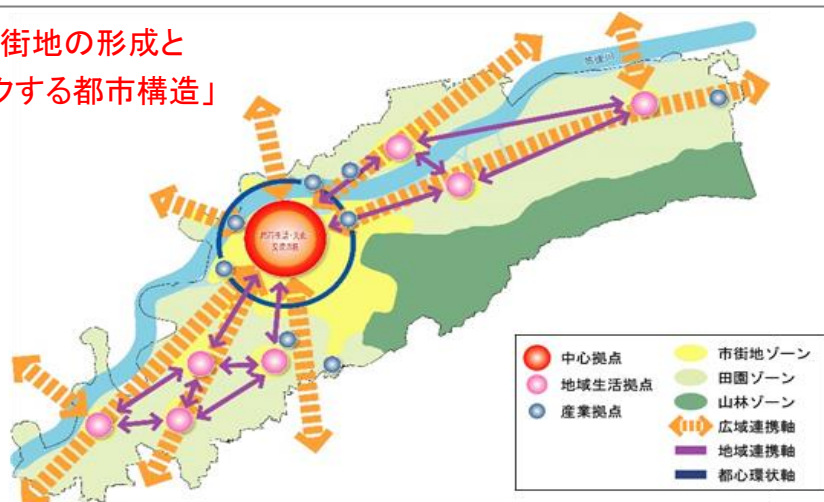 街地の形成と
クする都市構造」
筑後川
中心拠点
地域生活拠点
産業拠点
市街地ゾーン
田園ゾーン
山林ゾーン
広域連携軸
地域連携軸
都心環状軸